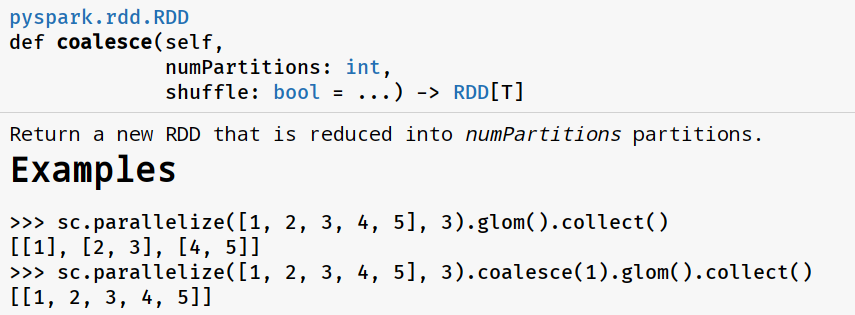 pyspark.rdd.RDD
def coalesce(self,
numPartitions: int,
shuffle: bool = ...) -> RDD[T]
Return a new RDD that is reduced into numPartitions partitions.
Examples
>>> sc.parallelize([1, 2, 3, 4, 5], 3).glom().collect()
[[1], [2, 3], [4, 5]]
>>> sc.parallelize([1, 2, 3, 4, 5], 3).coalesce(1).glom().collect()
[[1, 2, 3, 4, 5]]